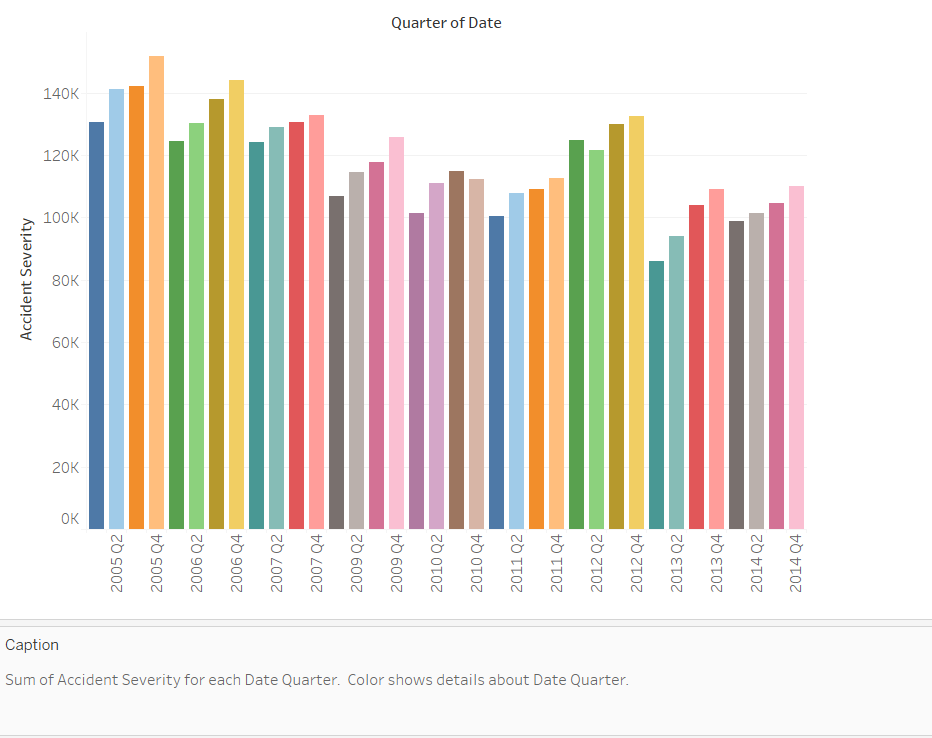 Quarter of Date
Accident Severity
140K
120K
100K
80K
60K
40K
20K
0K
2005 Q2
2005 Q4
2006 Q2
2006 Q4
2007 Q2
2007 Q4
2009 Q2
2009 Q4
2010 Q2
2010 Q4
2011 Q2
2011 Q4
2012 Q2
2012 Q4
2013 Q2
2013 Q4
2014 Q2
2014 Q4
Caption
Sum of Accident Severity for each Date Quarter.  Color shows details about Date Quarter.